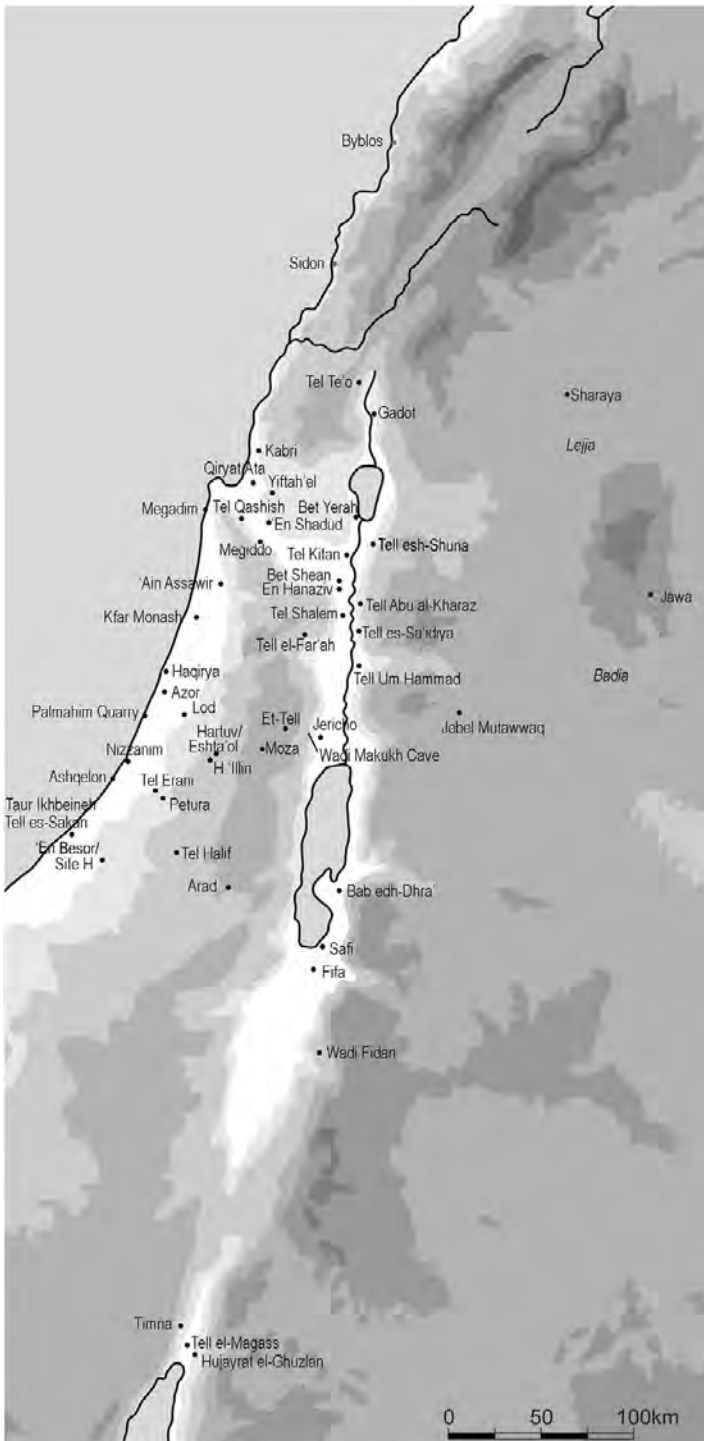 Byblos
Sidon
Tel Te'o
Sharaya
Gadot
Lejjia
Kabri
Qiryat Ata
Yiftah'el
Megadim
Tel Qashish
Bet Yerah
En Shadud
Megiddo
Tell esh-Shuna
Tel Kitan
'Ain Assawir
Bet Shean
En Hanaziv
Jawa
Kfar Monash
Tel Shalem
Tell Abu al-Kharaz
Tell el-Far'ah
Tell es-Sa'idiya
Haqirya
Tell Um Hammad
Badia
Azor
Palmahim Quarry
Lod
Jebel Mutawwaq
Et-Tell
Jericho
Hartuv/
Eshta'ol
Moza
Wadi Makukh Cave
Nizzanim
H.'Illin
Ashqelon
Tel Erani
Taur Ikhbeineh
Petura
Tell es-Sakan
'En Besor/
Site H
Tel Halif
Arad
Bab edh-Dhra'
Safi
Fifa
Wadi Fidan
Timna
Tell el-Magass
Hujayrat el-Ghuzlan
0 50 100km